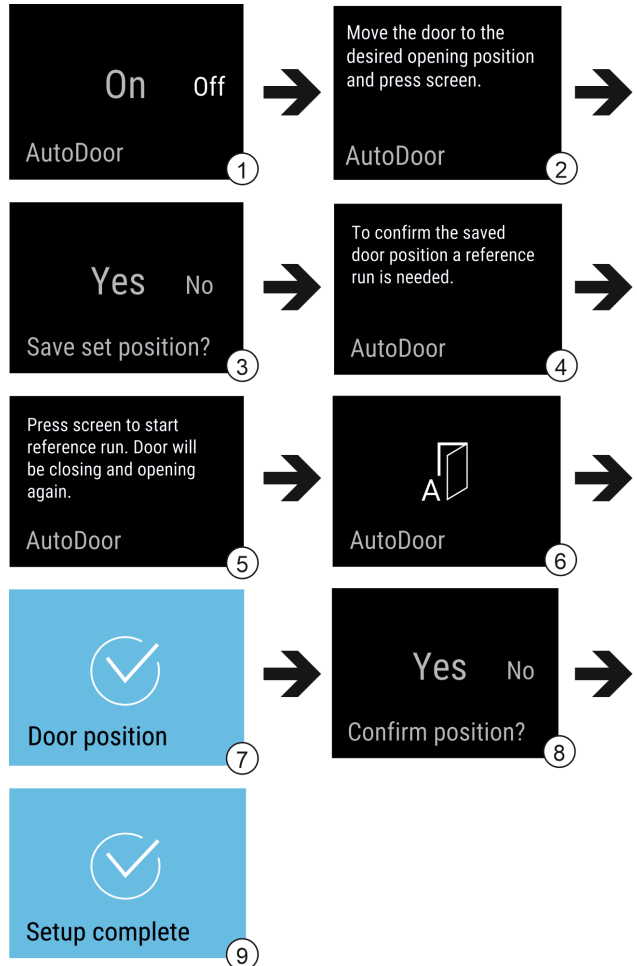 On Off
AutoDoor
1
Move the door to the
desired opening position
and press screen.
AutoDoor
2
Yes No
Save set position?
3
To confirm the saved
door position a reference
run is needed.
AutoDoor
4
Press screen to start
reference run. Door will
be closing and opening
again.
AutoDoor
5
A
AutoDoor
6
Door position
7
Yes No
Confirm position?
8
Setup complete
9